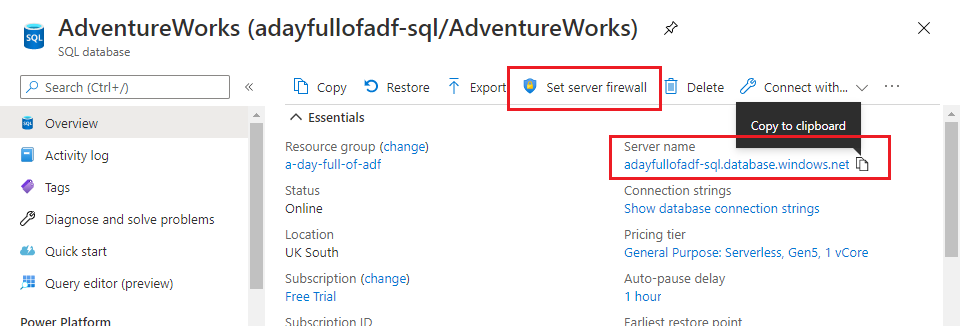 AdventureWorks (adayfullofadf-sql/AdventureWorks)
SQL
SQL database
Search (Ctrl+/)
«
Copy
Restore
Export
Set server firewall
Delete
Connect with...
...
Copy to clipboard
Overview
Activity log
Tags
Diagnose and solve problems
Quick start
Query editor (preview)
Power Platform
Essentials
Resource group (change)
a-day-full-of-adf
Status
Online
Location
UK South
Subscription (change)
Free Trial
Subscription ID
Server name
adayfullofadf-sql.database.windows.net
Connection strings
Show database connection strings
Pricing tier
General Purpose: Serverless, Gen5, 1 vCore
Auto-pause delay
1 hour
Earliest restore point